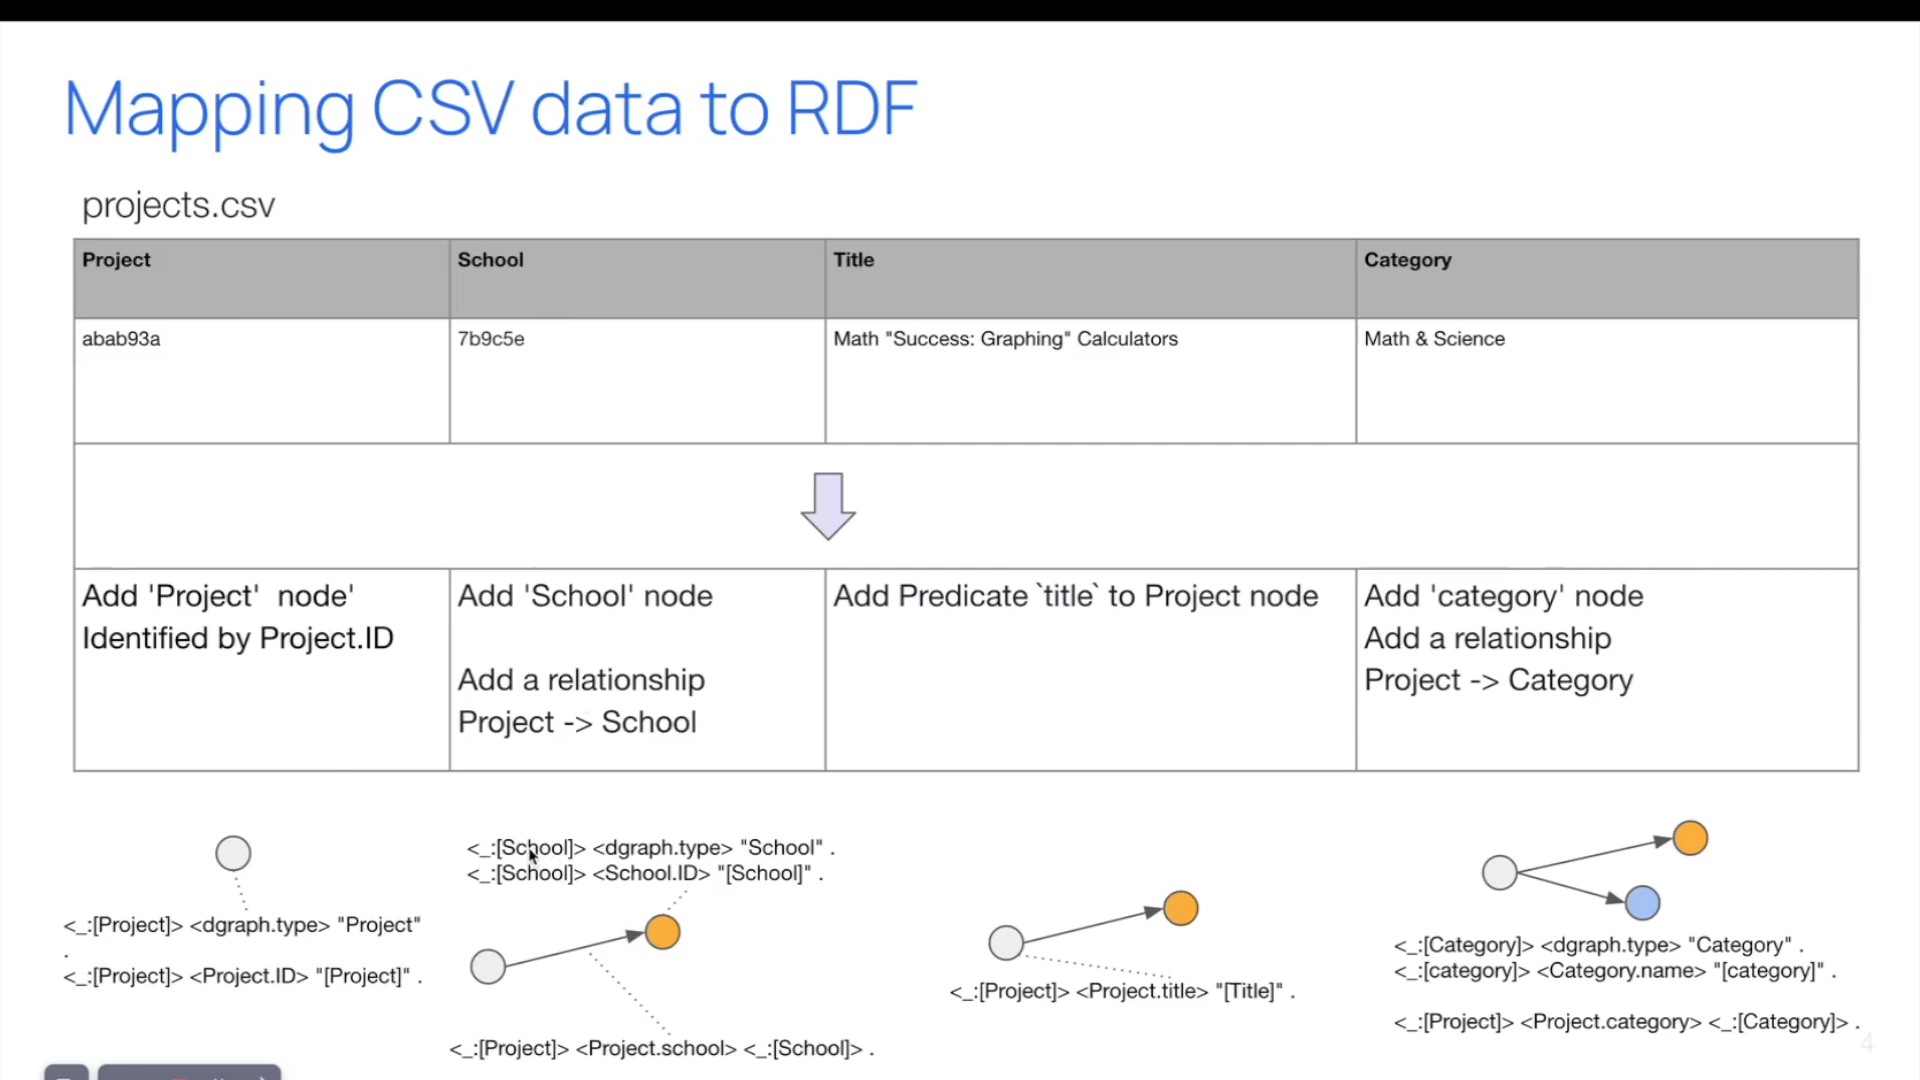 Mapping CSV data to RDF
projects.csv
Project
School
Title
Category
abab93a
7b9c5e
Math "Success: Graphing" Calculators
Math & Science
Add 'Project'  node'
Identified by Project.ID
Add 'School' node
Add a relationship
Project -> School
Add Predicate `title` to Project node
Add 'category' node
Add a relationship
Project -> Category
<_:[Project]> <dgraph.type> "Project"
.
<_:[Project]> <Project.ID> "[Project]" .
<_:[School]> <dgraph.type> "School" .
<_:[School]> <School.ID> "[School]" .
<_:[Project]> <Project.school> <_:[School]> .
<_:[Project]> <Project.title> "[Title]" .
<_:[Category]> <dgraph.type> "Category" .
<_:[category]> <Category.name> "[category]" .
<_:[Project]> <Project.category> <_:[Category]> .
4